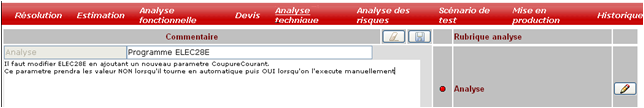 Résolution Estimation Analyse fonctionnelle Devis Analyse technique Analyse des risques Scénario de test Mise en production Historique
Commentaire Rubrique analyse
Analyse Programme ELEC28E
Il faut modifier ELEC28E en ajoutant un nouveau parametre CoupureCourant.
Ce parametre prendra les valeur NON lorsqu'il tourne en automatique puis OUI lorsqu'on l'execute manuellement
Analyse